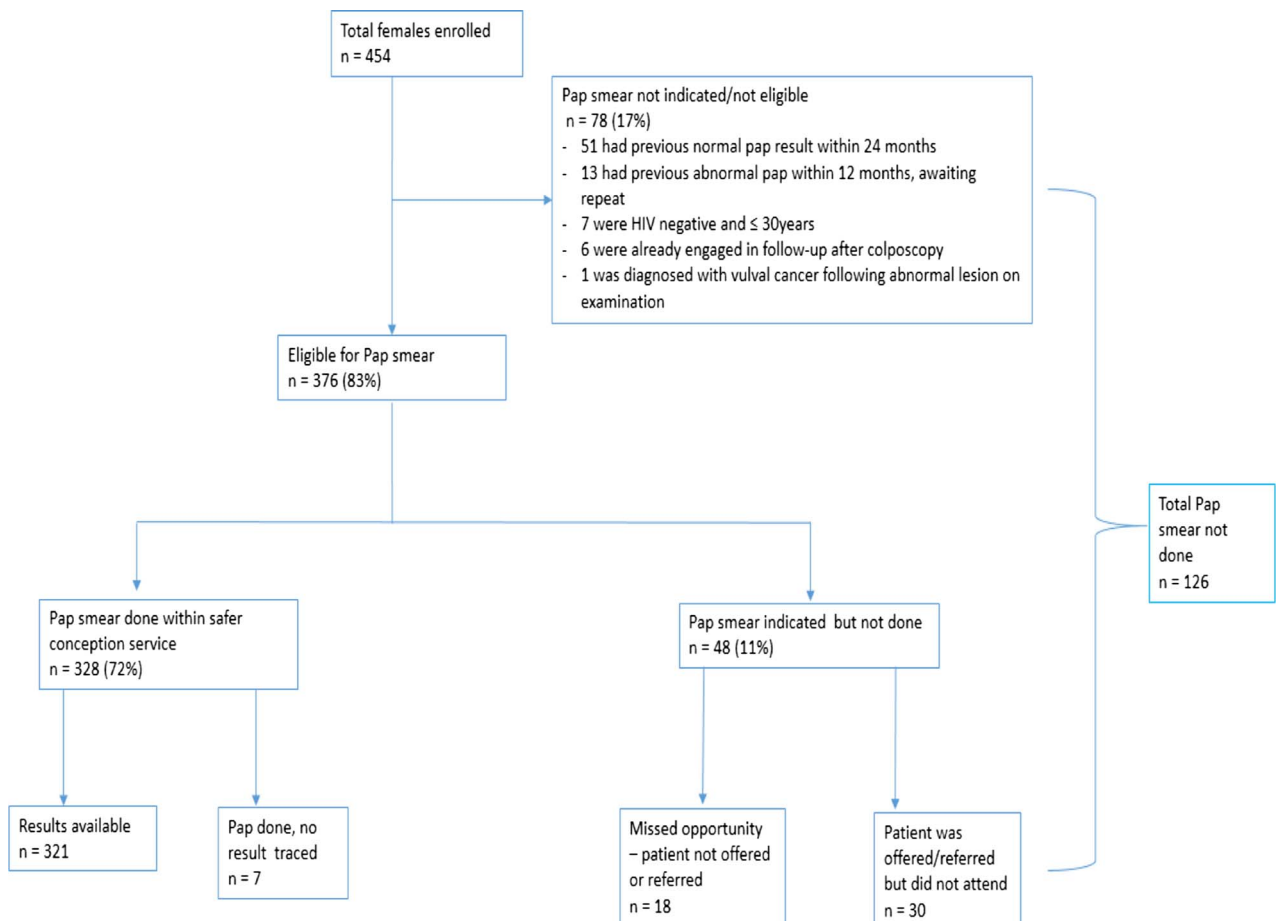 Total females enrolled
n = 454
Pap smear not indicated/not eligible
n = 78 (17%)
- 51 had previous normal pap result within 24 months
- 13 had previous abnormal pap within 12 months, awaiting
repeat
- 7 were HIV negative and ≤ 30years
- 6 were already engaged in follow-up after colposcopy
- 1 was diagnosed with vulval cancer following abnormal lesion on
examination
Eligible for Pap smear
n = 376 (83%)
Total Pap
smear not
done
n = 126
Pap smear done within safer
conception service
n = 328 (72%)
Pap smear indicated but not done
n = 48 (11%)
Results available
n = 321
Pap done, no
result traced
n = 7
Missed opportunity
– patient not offered
or referred
n = 18
Patient was
offered/referred
but did not attend
n = 30